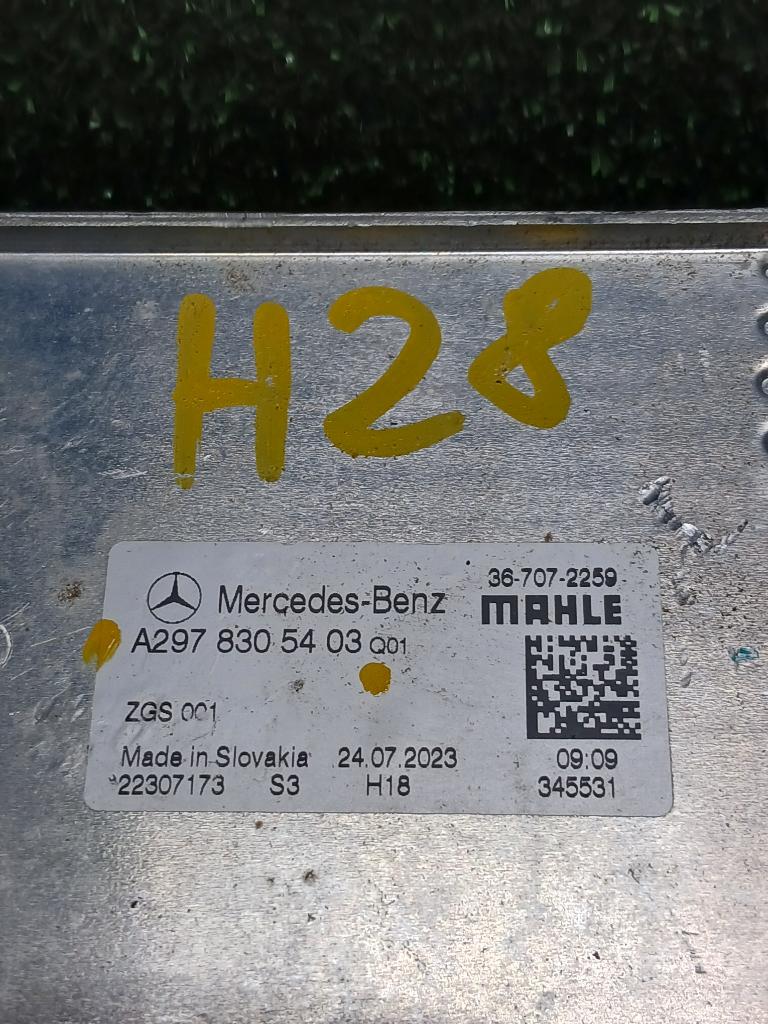 H28
Mercedes-Benz
36-707-2259
MAHLE
A297 830 54 03 Q01
ZGS 001
Made in Slovakia 24.07.2023 09:09
22307173 S3 H18 345531